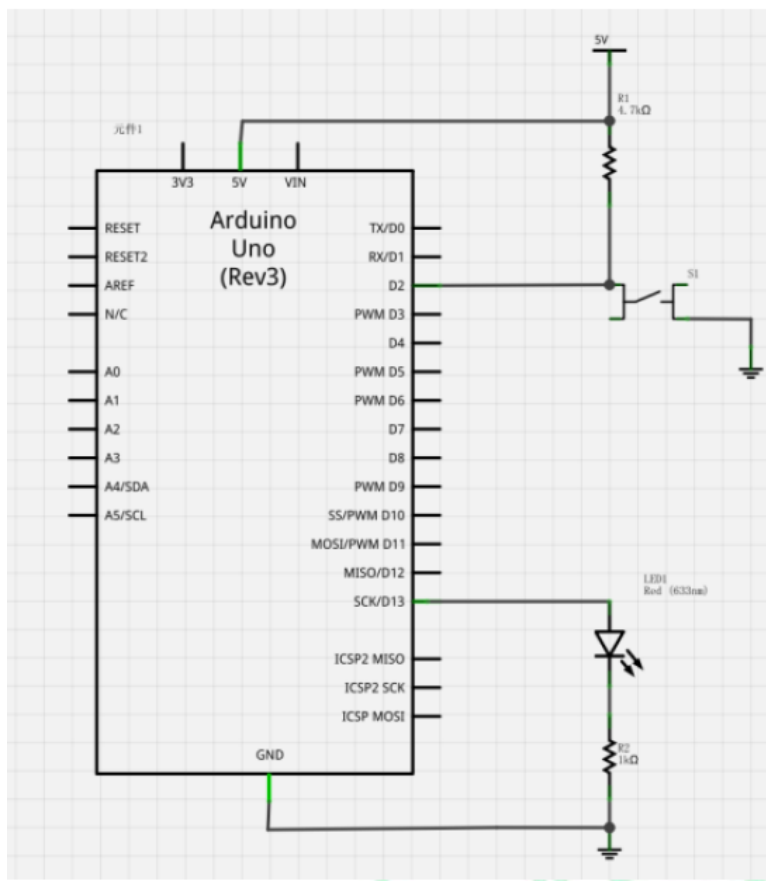 5V
R1
4.7kΩ
元件1
3V3
5V
VIN
Arduino
Uno
(Rev3)
RESET
RESET2
AREF
N/C
A0
A1
A2
A3
A4/SDA
A5/SCL
TX/D0
RX/D1
D2
PWM D3
D4
PWM D5
PWM D6
D7
D8
PWM D9
SS/PWM D10
MOSI/PWM D11
MISO/D12
SCK/D13
ICSP2 MISO
ICSP2 SCK
ICSP MOSI
GND
S1
LED1
Red (633nm)
R2
1kΩ